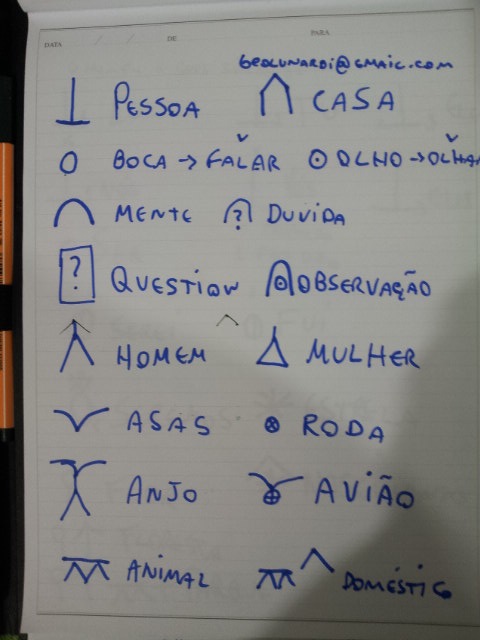 DATA / / DE PARA
geolunardi@gmail.com
PESSOA CASA
BOCA → FALAR OLHO → OLHAR
MENTE ? DUVIDA
? QUESTION OBSERVAÇÃO
HOMEM MULHER
ASAS RODA
ANJO AVIÃO
ANIMAL DOMÉSTICO